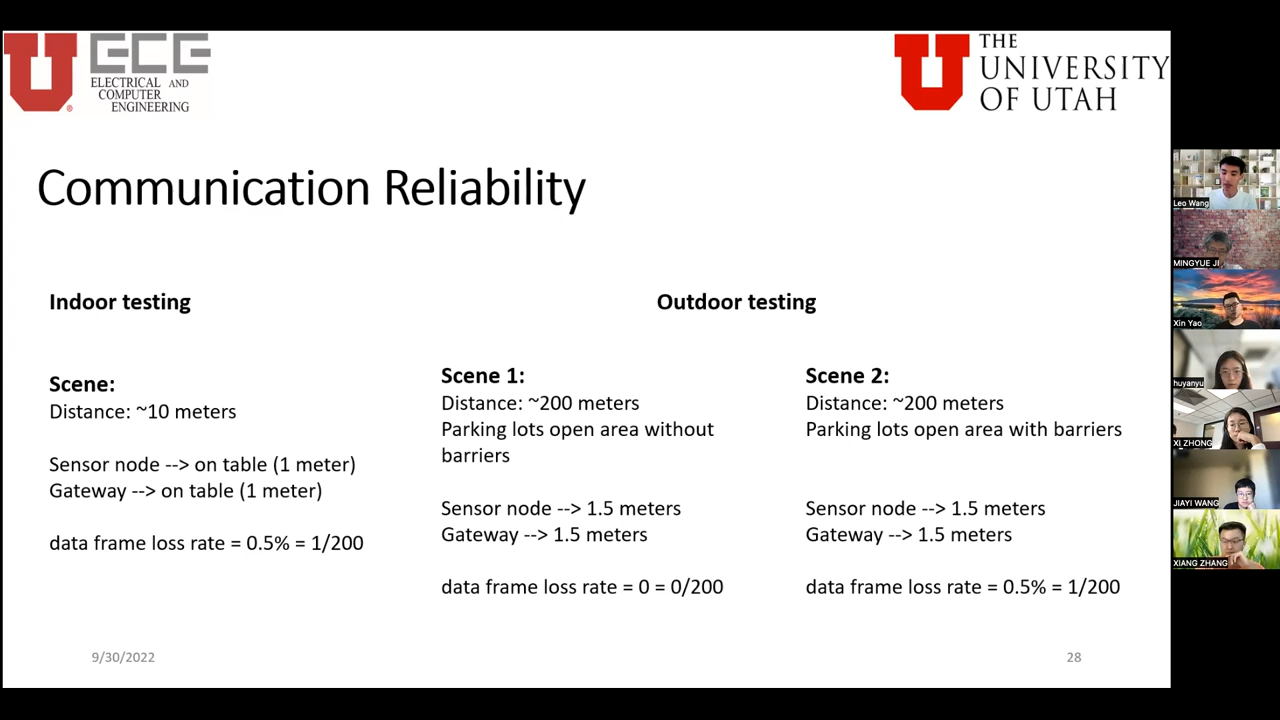 ECE
ELECTRICAL AND
COMPUTER
ENGINEERING
THE
UNIVERSITY
OF UTAH
Communication Reliability
Indoor testing
Scene:
Distance: ~10 meters
Sensor node --> on table (1 meter)
Gateway --> on table (1 meter)
data frame loss rate = 0.5% = 1/200
Outdoor testing
Scene 1:
Distance: ~200 meters
Parking lots open area without
barriers
Sensor node --> 1.5 meters
Gateway --> 1.5 meters
data frame loss rate = 0 = 0/200
Scene 2:
Distance: ~200 meters
Parking lots open area with barriers
Sensor node --> 1.5 meters
Gateway --> 1.5 meters
data frame loss rate = 0.5% = 1/200
9/30/2022
28
Leo Wang
MINGYUE JI
Xin Yao
huyanyu
XI ZHONG
JIAYI WANG
XIANG ZHANG